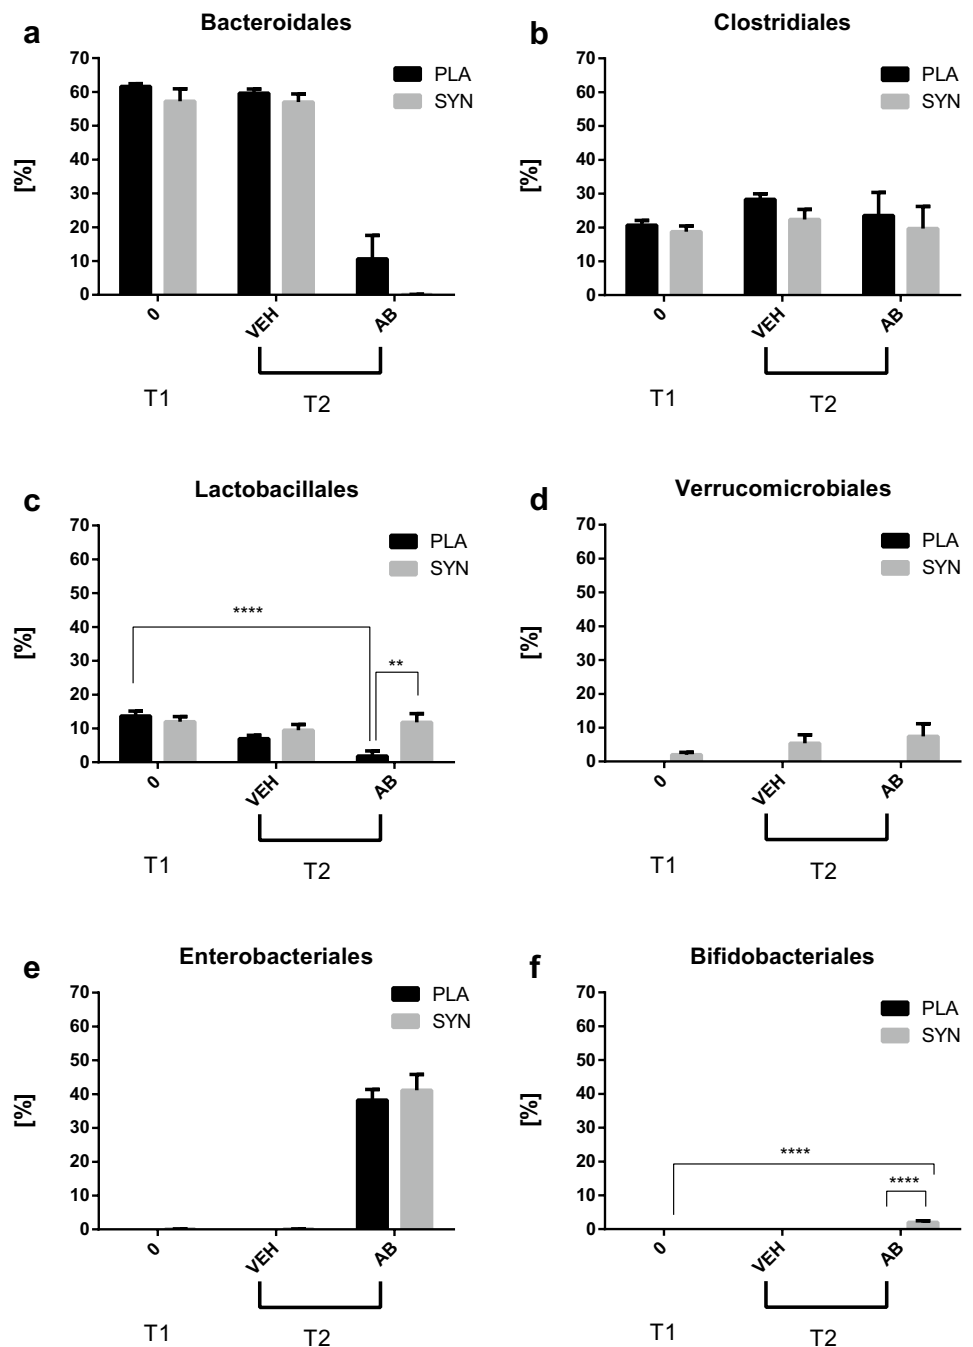 a
Bacteroidales
70
60
50
40
30
20
10
0
[%]
PLA
SYN
0
VEH
AB
T1
T2
b
Clostridiales
70
60
50
40
30
20
10
0
[%]
PLA
SYN
0
VEH
AB
T1
T2
c
Lactobacillales
70
60
50
40
30
20
10
0
[%]
PLA
SYN
****
**
0
VEH
AB
T1
T2
d
Verrucomicrobiales
70
60
50
40
30
20
10
0
[%]
PLA
SYN
0
VEH
AB
T1
T2
e
Enterobacteriales
70
60
50
40
30
20
10
0
[%]
PLA
SYN
0
VEH
AB
T1
T2
f
Bifidobacteriales
70
60
50
40
30
20
10
0
[%]
PLA
SYN
****
****
0
VEH
AB
T1
T2